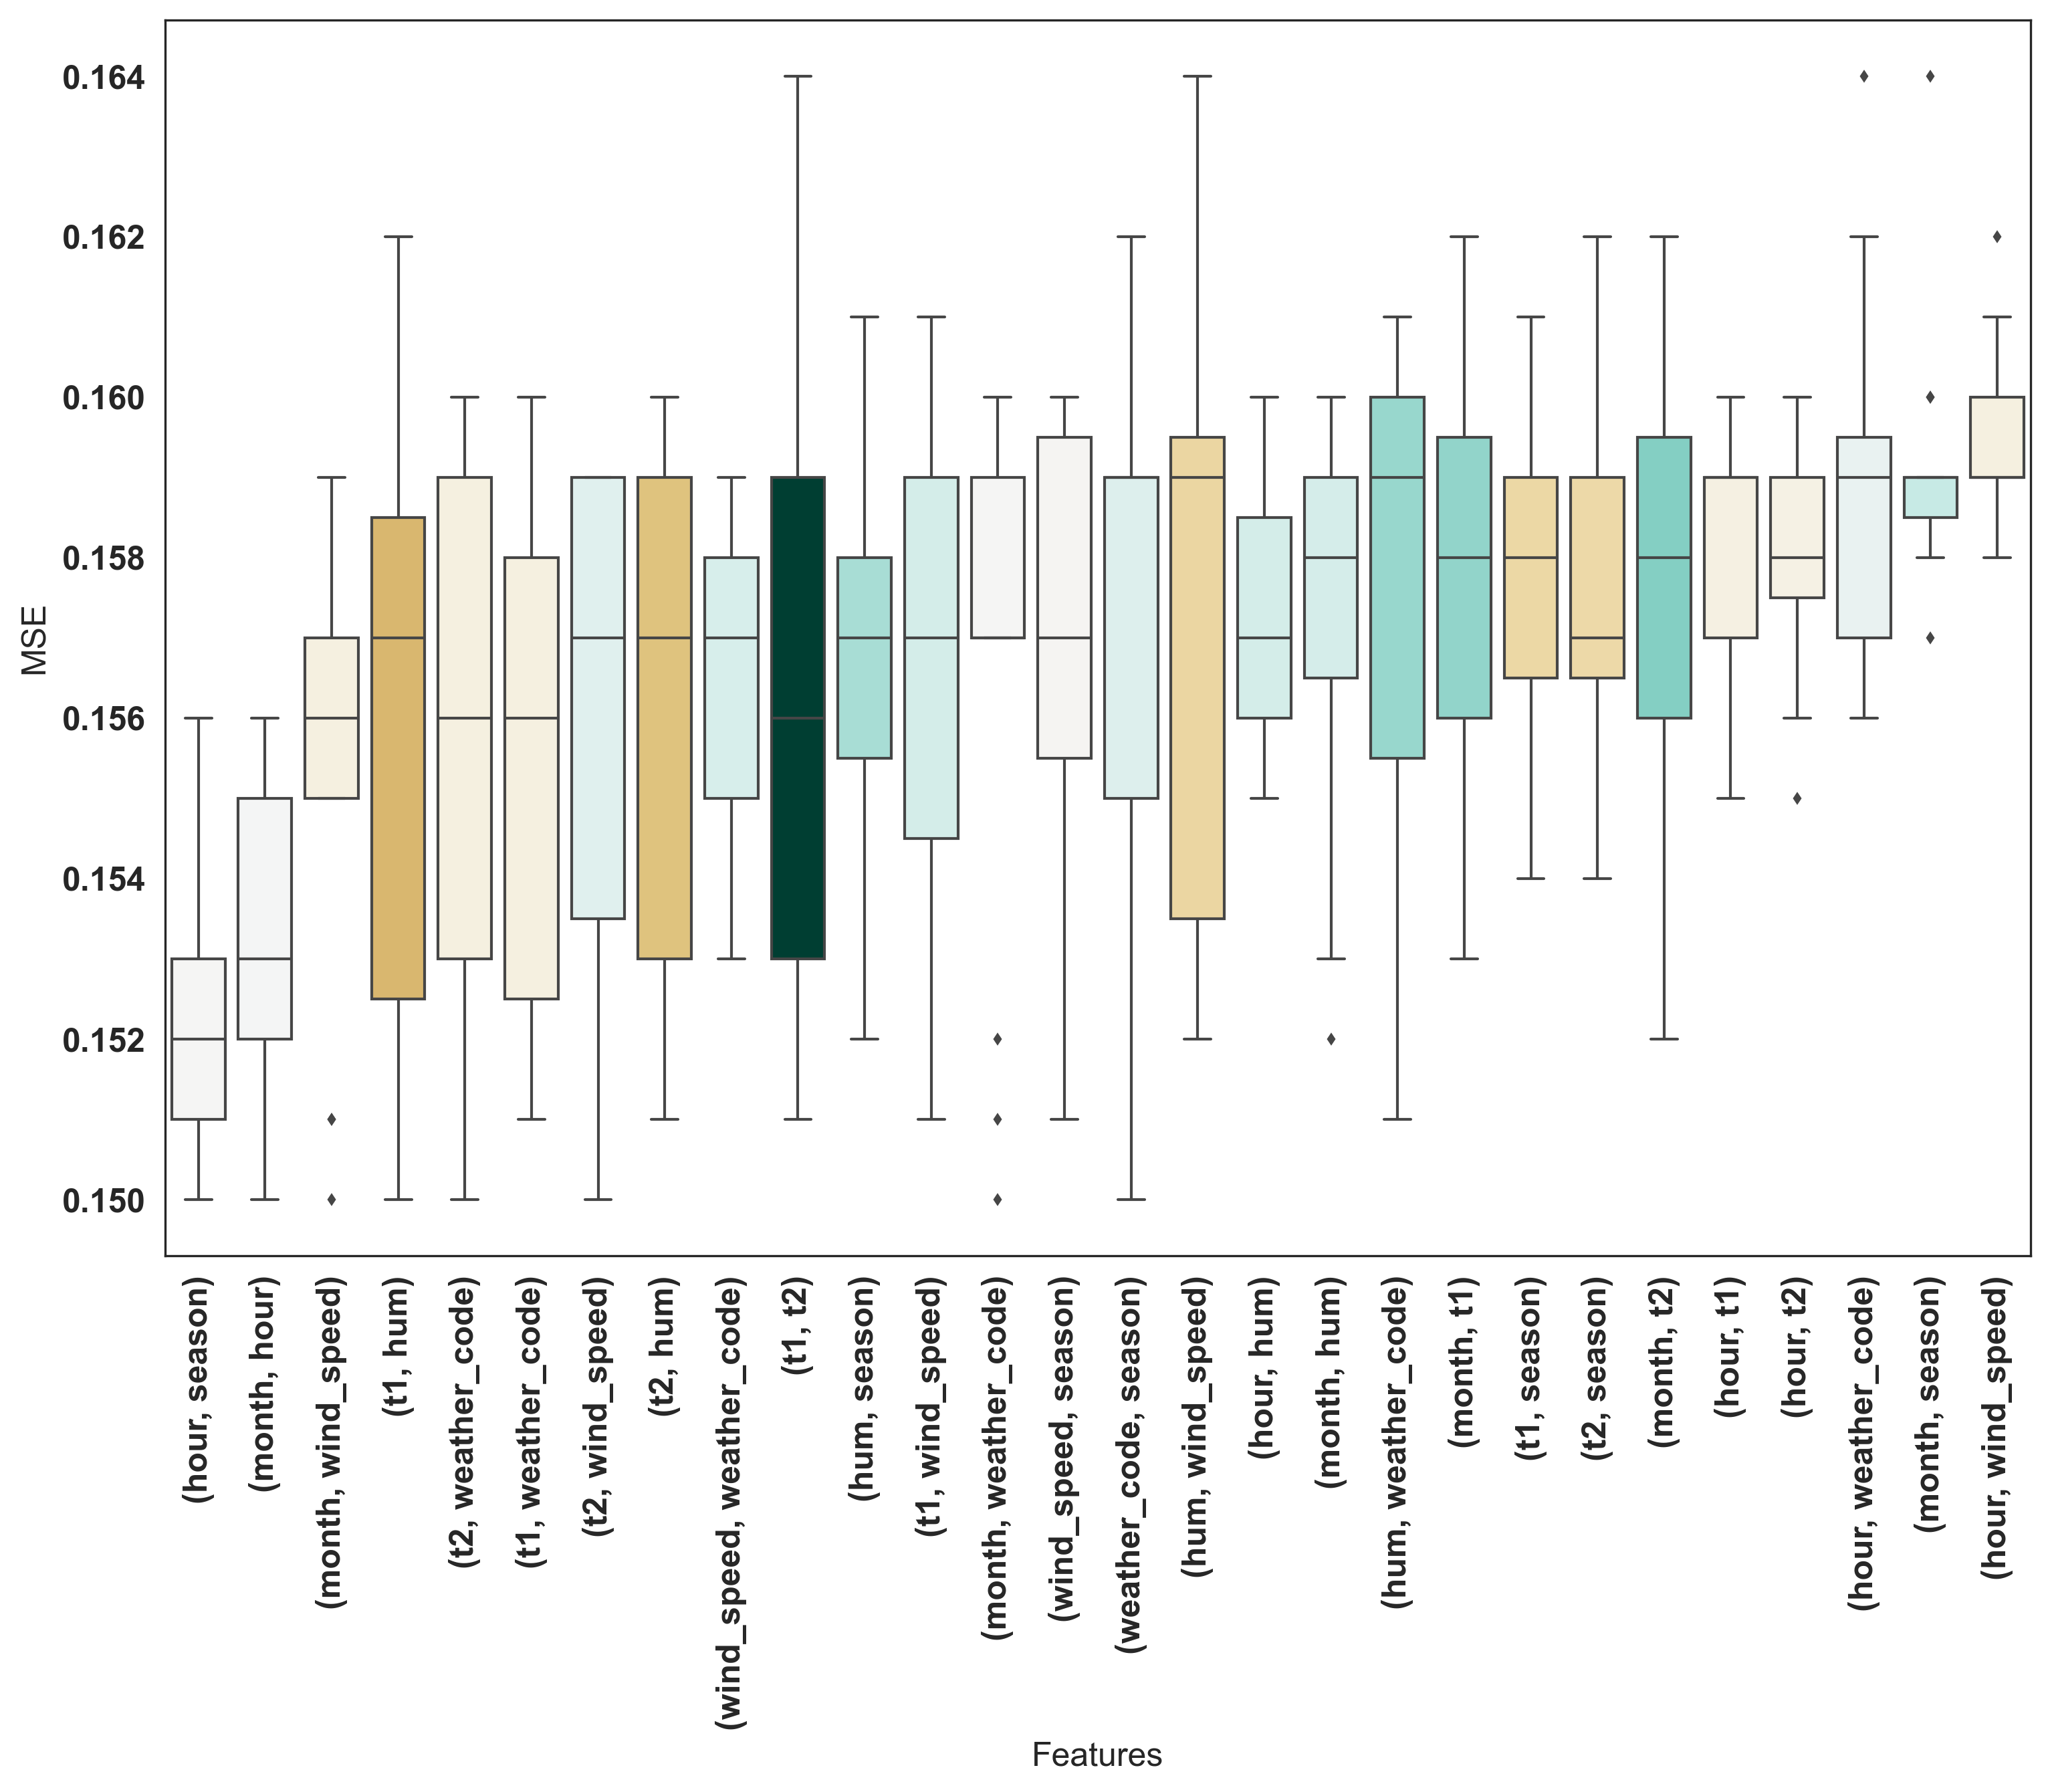 0.164
0.162
0.160
0.158
0.156
0.154
0.152
0.150
MSE
(hour, season)
(month, hour)
(month, wind_speed)
(t1, hum)
(t2, weather_code)
(t1, weather_code)
(t2, wind_speed)
(t2, hum)
(wind_speed, weather_code)
(t1, t2)
(hum, season)
(t1, wind_speed)
(month, weather_code)
(wind_speed, season)
(weather_code, season)
(hum, wind_speed)
(hour, hum)
(month, hum)
(hum, weather_code)
(month, t1)
(t1, season)
(t2, season)
(month, t2)
(hour, t1)
(hour, t2)
(hour, weather_code)
(month, season)
(hour, wind_speed)
Features